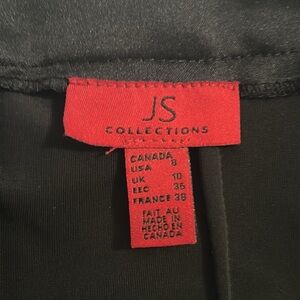 JS
COLLECTIONS
CANADA
USA 8
UK 10
EEC 36
FRANCE 38
FAIT AU
MADE IN
HECHO EN
CANADA